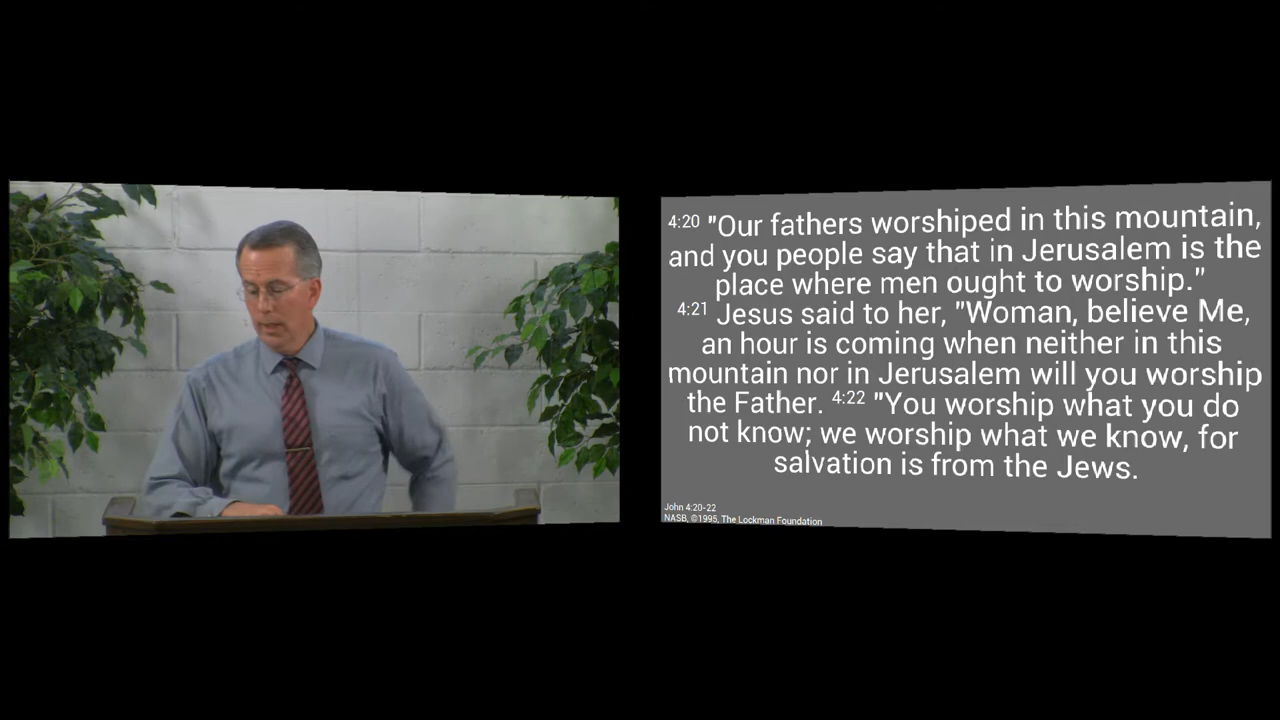 4:20 "Our fathers worshiped in this mountain,
and you people say that in Jerusalem is the
place where men ought to worship."
4:21 Jesus said to her, "Woman, believe Me,
an hour is coming when neither in this
mountain nor in Jerusalem will you worship
the Father. 4:22 "You worship what you do
not know; we worship what we know, for
salvation is from the Jews.
John 4:20-22
NASB, ©1995, The Lockman Foundation